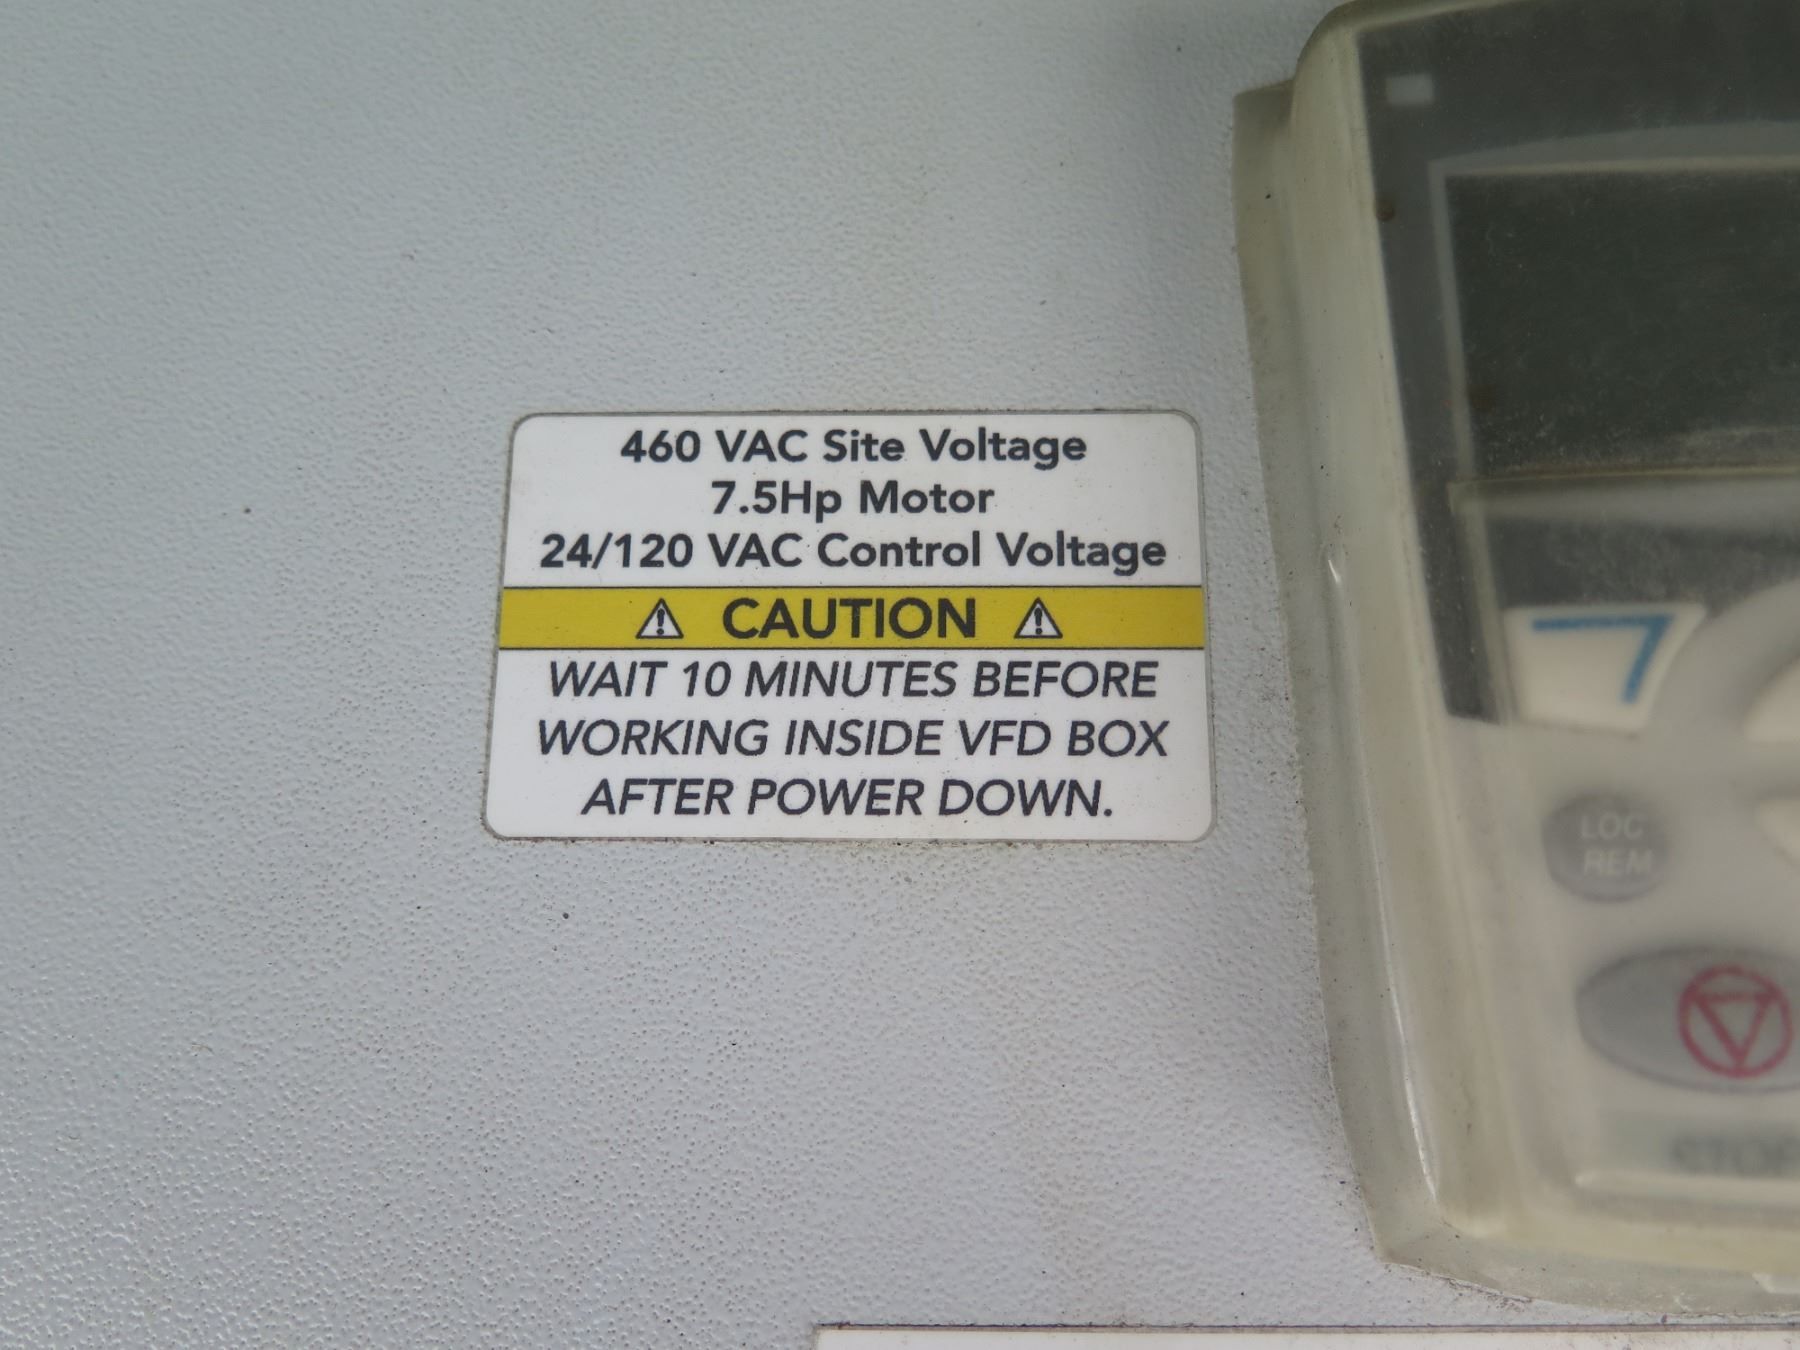 460 VAC Site Voltage
7.5Hp Motor
24/120 VAC Control Voltage
CAUTION
WAIT 10 MINUTES BEFORE
WORKING INSIDE VFD BOX
AFTER POWER DOWN.
LOC
REM
STOP